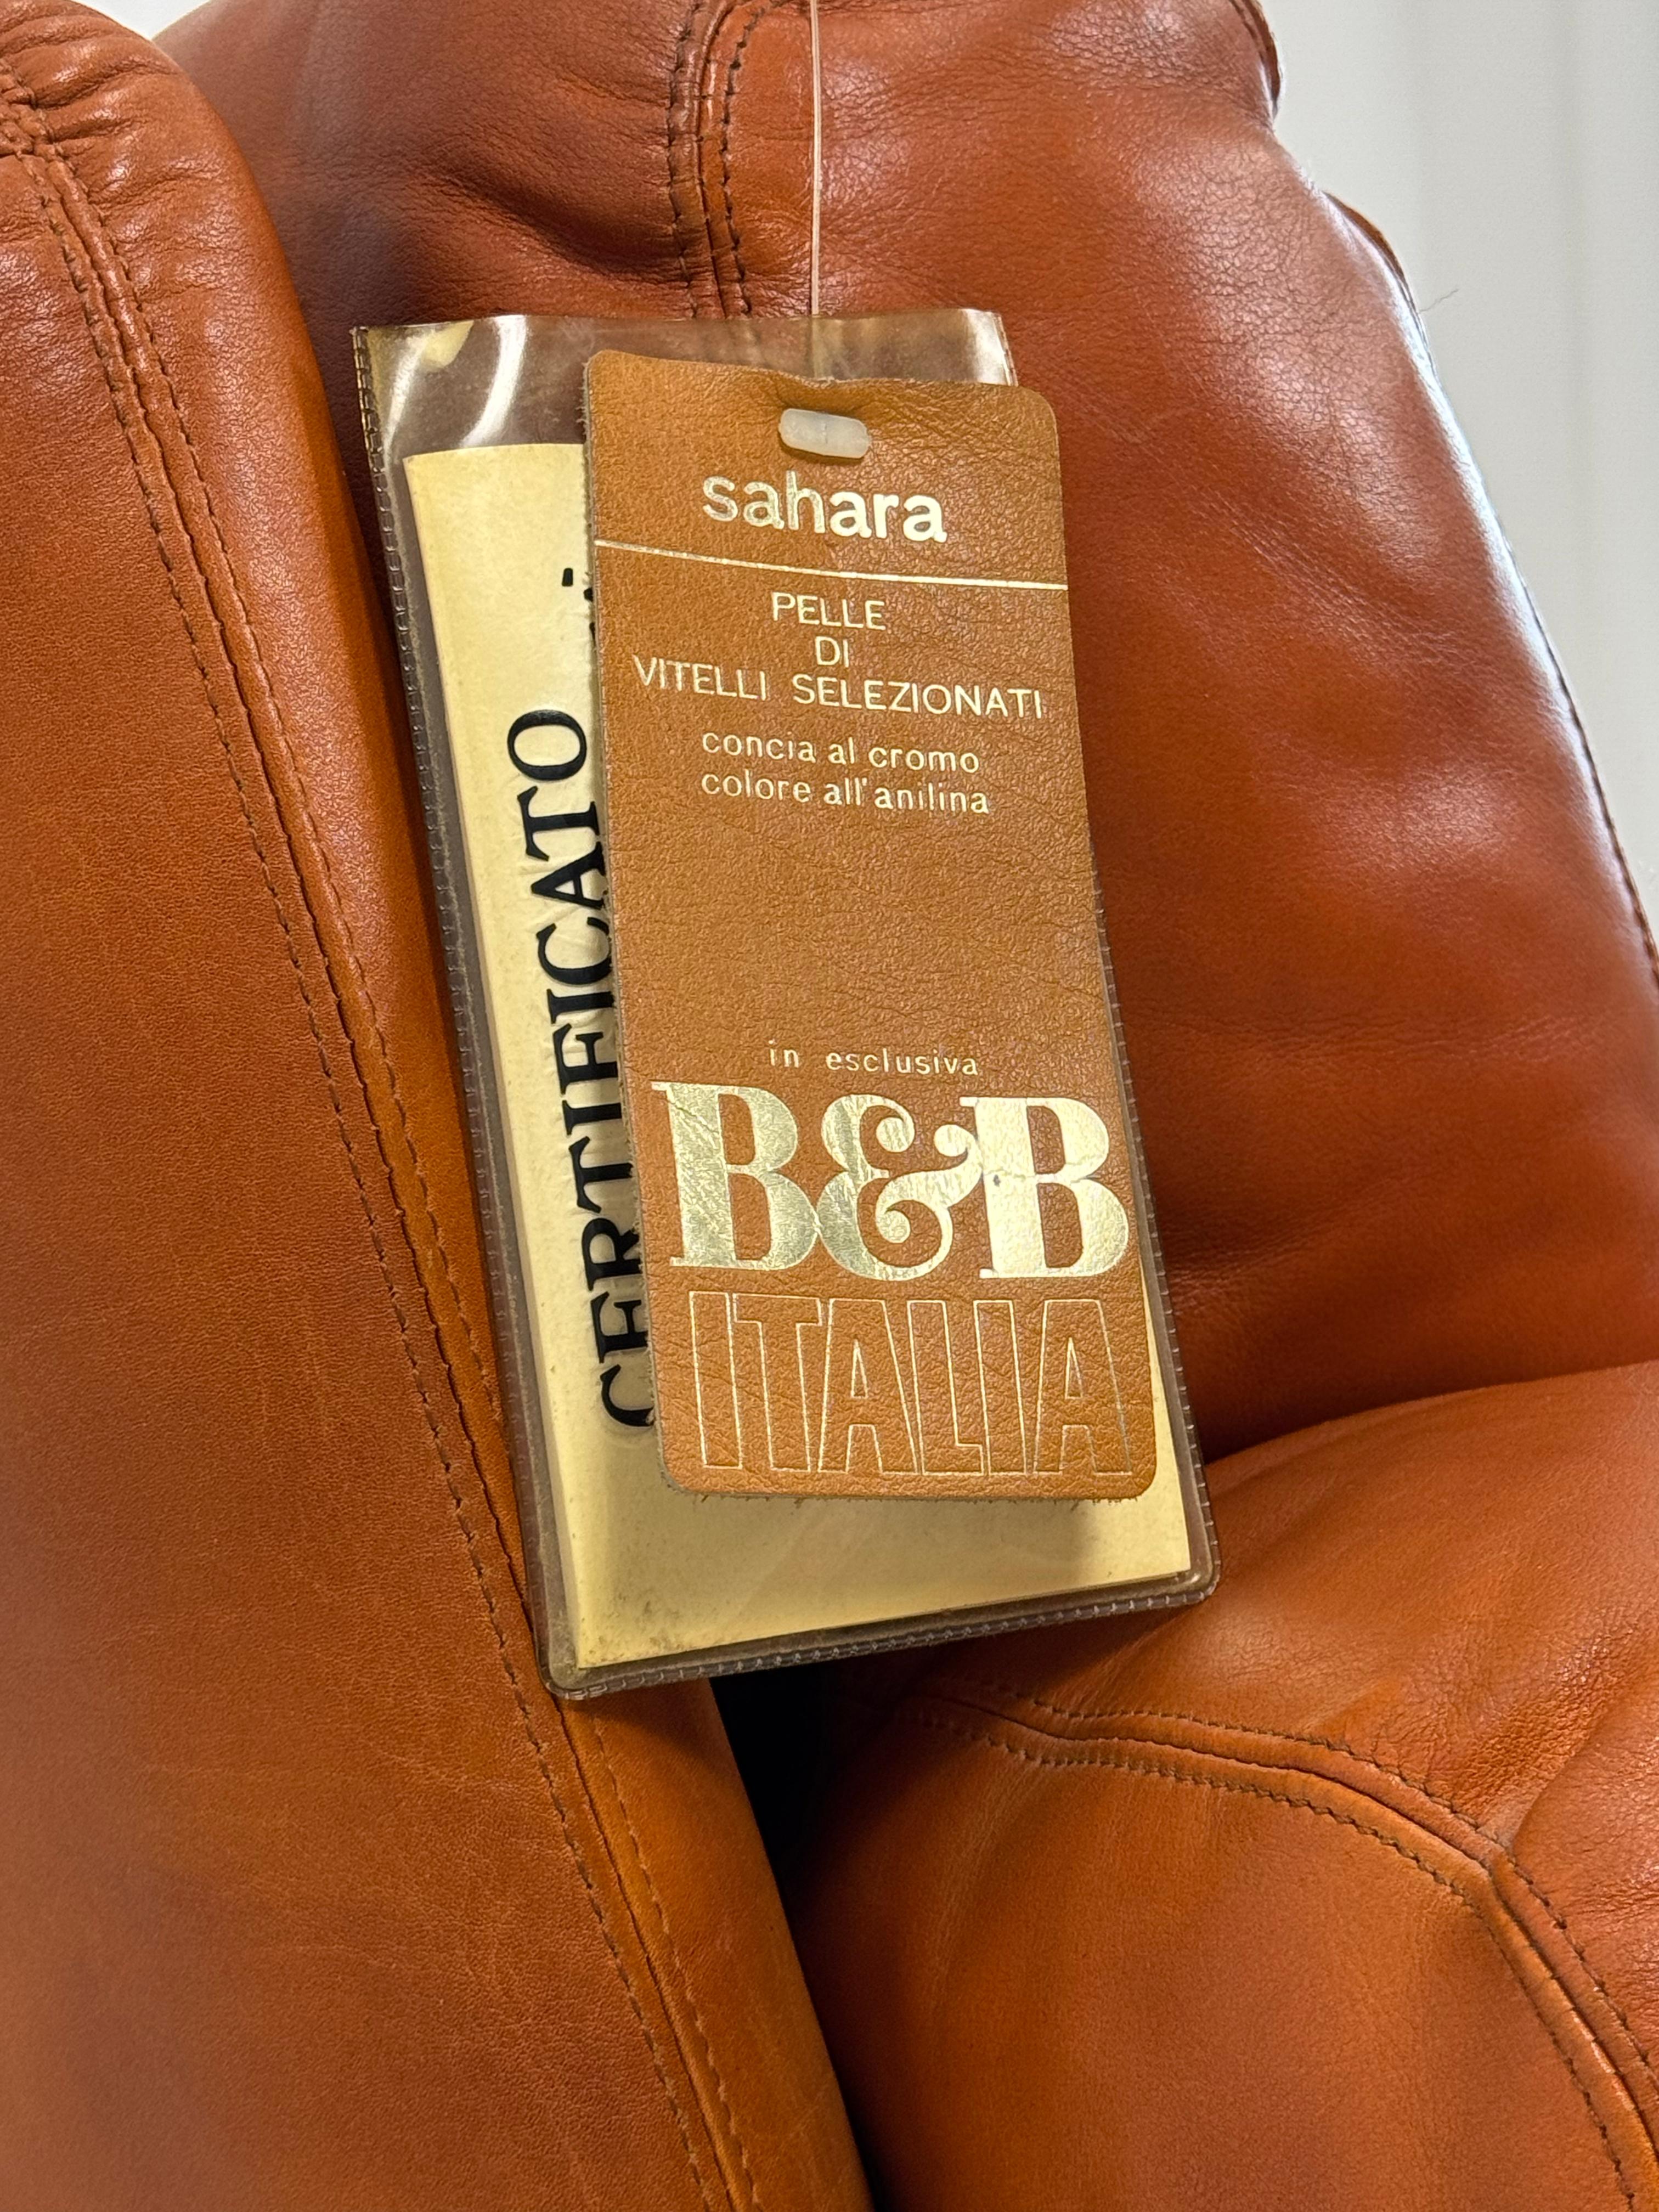 sahara
PELLE
DI
VITELLI SELEZIONATI
concia al cromo
colore all'anilina
in esclusiva
B&B
ITALIA
CERTIFICATO